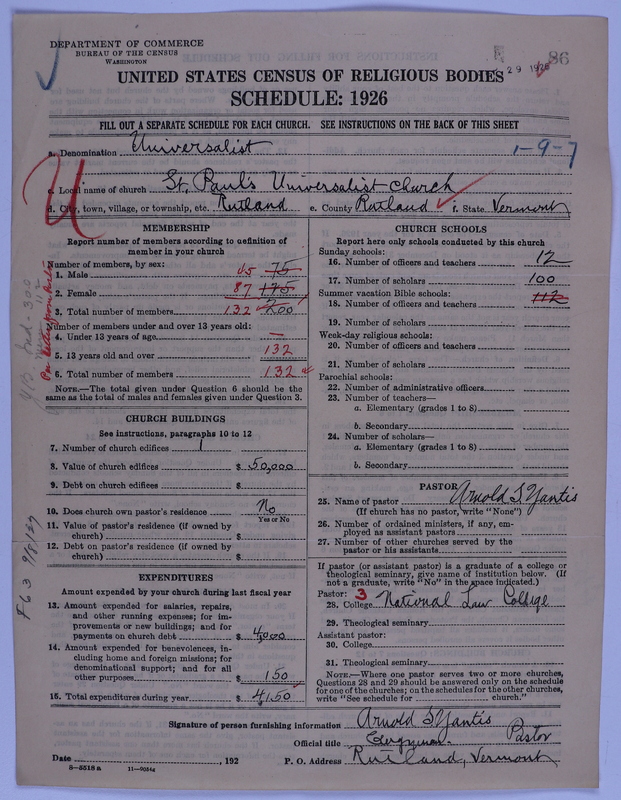 DEPARTMENT OF COMMERCE
BUREAU OF THE CENSUS
WASHINGTON
29 1926
86
UNITED STATES CENSUS OF RELIGIOUS BODIES
SCHEDULE: 1926
FILL OUT A SEPARATE SCHEDULE FOR EACH CHURCH. SEE INSTRUCTIONS ON THE BACK OF THIS SHEET
a. Denomination Universalist 1-9-7
U
c. Local name of church St. Paul's Universalist Church
d. City, town, village, or township, etc. Rutland e. County Rutland f. State Vermont
MEMBERSHIP
Report number of members according to definition of
member in your church
Number of members, by sex:
1. Male 45 75
2. Female 87 125
3. Total number of members 132 200
Number of members under and over 13 years old:
4. Under 13 years of age —
5. 13 years old and over 132
6. Total number of members 132
NOTE.—The total given under Question 6 should be
same as the total of males and females given under Question 3.
CHURCH BUILDINGS
See instructions, paragraphs 10 to 12
7. Number of church edifices 1
8. Value of church edifices $ 50,000
9. Debt on church edifices $
10. Does church own pastor's residence No
Yes or No
11. Value of pastor's residence (if owned by
church) $
12. Debt on pastor's residence (if owned by
church) $
EXPENDITURES
Amount expended by your church during last fiscal year
13. Amount expended for salaries, repairs,
and other running expenses; for im-
provements or new buildings; and for
payments on church debt $ 4,000
14. Amount expended for benevolences, in-
cluding home and foreign missions; for
denominational support; and for all
other purposes $ 150
15. Total expenditures during year $ 4,150
CHURCH SCHOOLS
Report here only schools conducted by this church
Sunday schools:
16. Number of officers and teachers 12
17. Number of scholars 100
Summer vacation Bible schools: 112
18. Number of officers and teachers
19. Number of scholars
Week-day religious schools:
20. Number of officers and teachers
21. Number of scholars
Parochial schools:
22. Number of administrative officers
23. Number of teachers—
a. Elementary (grades 1 to 8)
b. Secondary
24. Number of scholars—
a. Elementary (grades 1 to 8)
b. Secondary
PASTOR
25. Name of pastor Arnold S. Yantis
(If church has no pastor, write "None")
26. Number of ordained ministers, if any, em-
ployed as assistant pastors
27. Number of other churches served by the
pastor or his assistants
If pastor (or assistant pastor) is a graduate of a college or
theological seminary, give name of institution below. (If
not a graduate, write "No" in the space indicated.)
Pastor: 3
28. College National Law College
29. Theological seminary
Assistant pastor:
30. College
31. Theological seminary
NOTE.—Where one pastor serves two or more churches,
Questions 28 and 29 should be answered only on the schedule
for one of the churches; on the schedules for the other churches,
write "See schedule for church."
Signature of person furnishing information Arnold S Yantis
Official title Clergyman. Pastor
Date , 192 P. O. Address Rutland, Vermont
8-5518 a 11-9054
F63 9/8/27